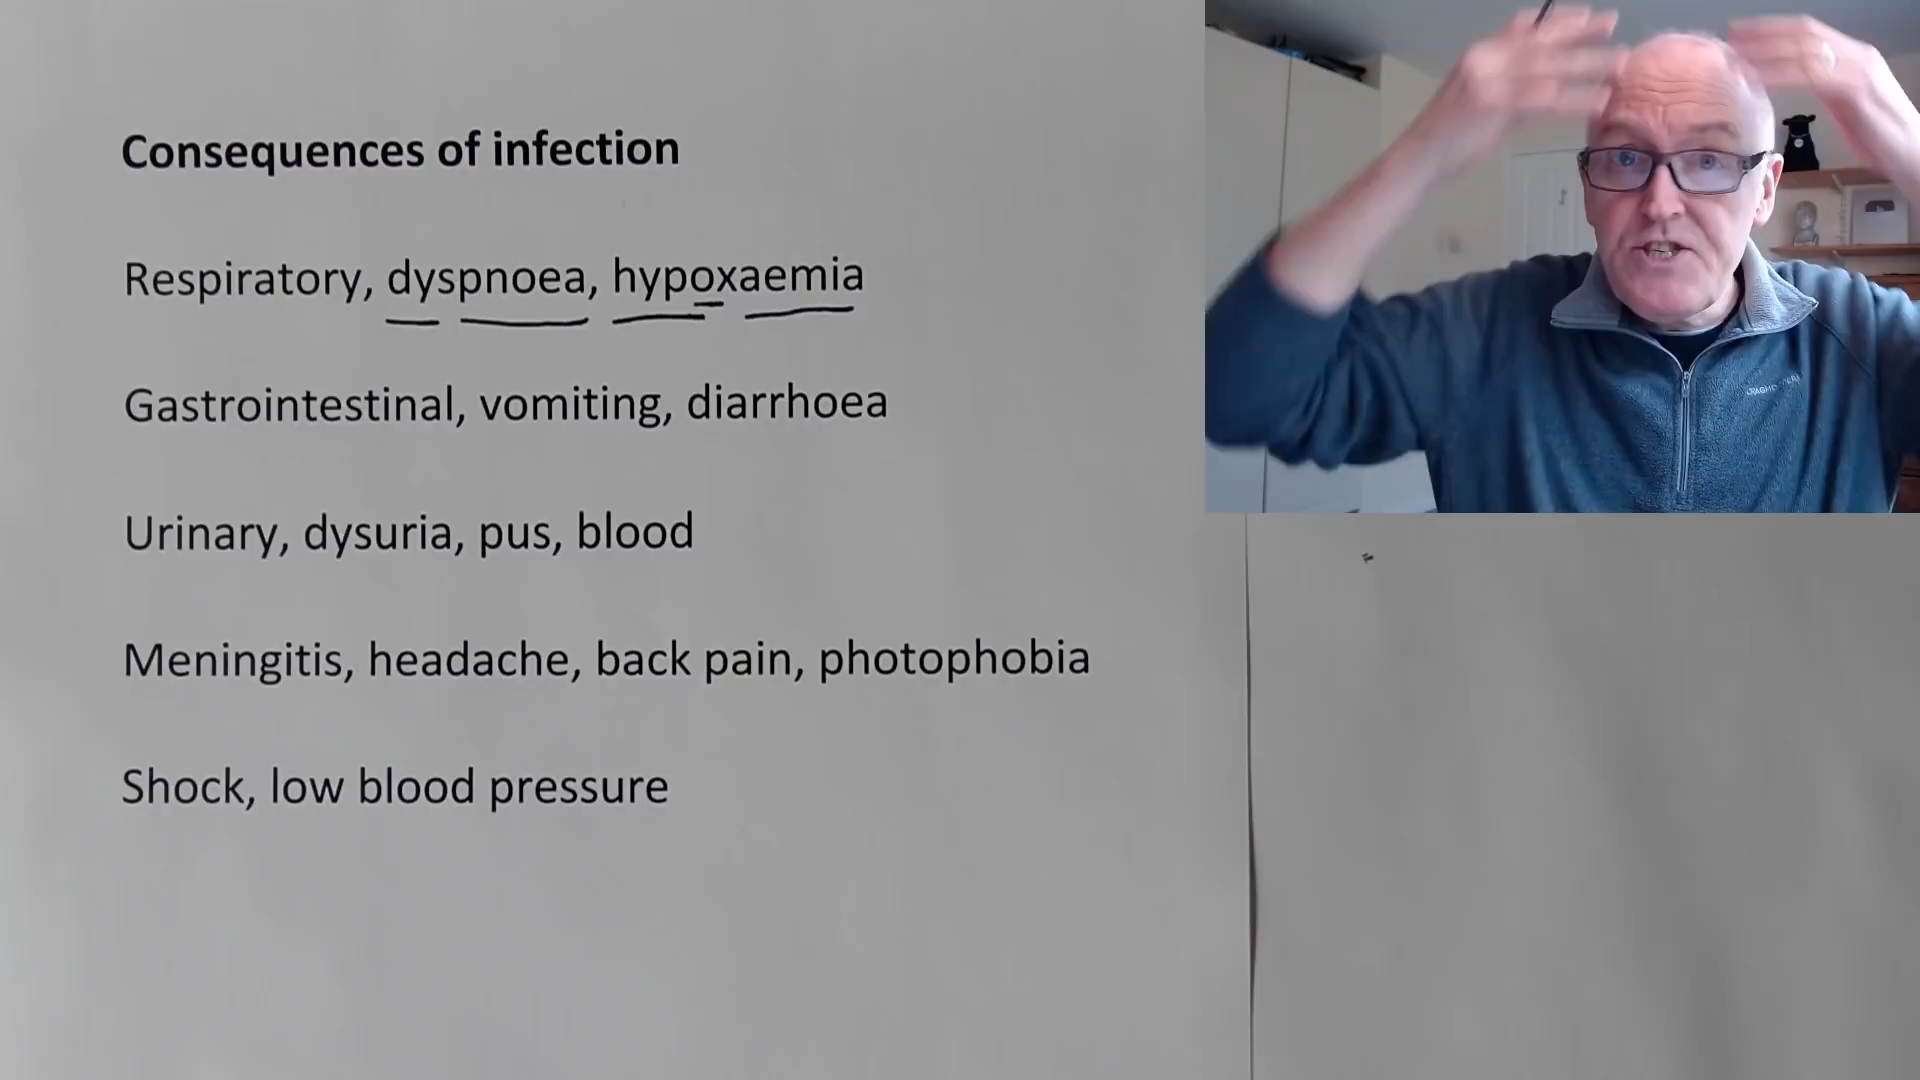 Consequences of infection
Respiratory, dyspnoea, hypoxaemia
Gastrointestinal, vomiting, diarrhoea
Urinary, dysuria, pus, blood
Meningitis, headache, back pain, photophobia
Shock, low blood pressure